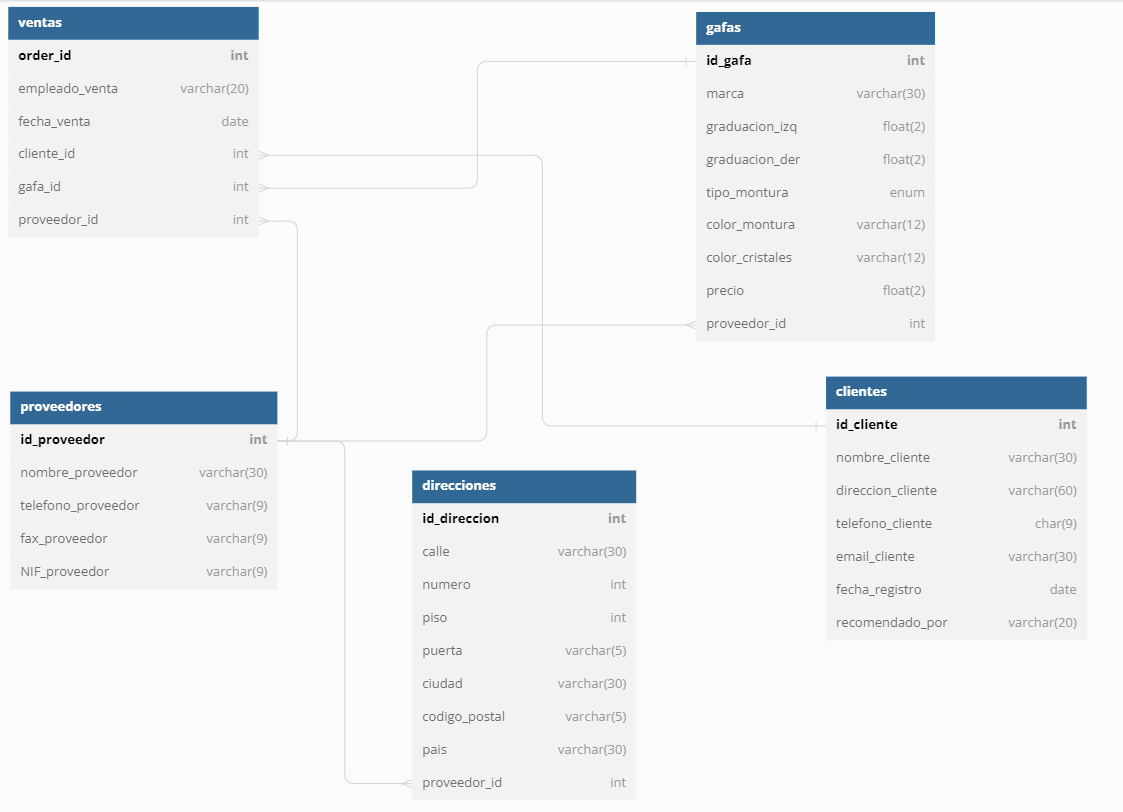 ventas
order_id int
empleado_venta varchar(20)
fecha_venta date
cliente_id int
gafa_id int
proveedor_id int
gafas
id_gafa int
marca varchar(30)
graduacion_izq float(2)
graduacion_der float(2)
tipo_montura enum
color_montura varchar(12)
color_cristales varchar(12)
precio float(2)
proveedor_id int
proveedores
id_proveedor int
nombre_proveedor varchar(30)
telefono_proveedor varchar(9)
fax_proveedor varchar(9)
NIF_proveedor varchar(9)
direcciones
id_direccion int
calle varchar(30)
numero int
piso int
puerta varchar(5)
ciudad varchar(30)
codigo_postal varchar(5)
pais varchar(30)
proveedor_id int
clientes
id_cliente int
nombre_cliente varchar(30)
direccion_cliente varchar(60)
telefono_cliente char(9)
email_cliente varchar(30)
fecha_registro date
recomendado_por varchar(20)